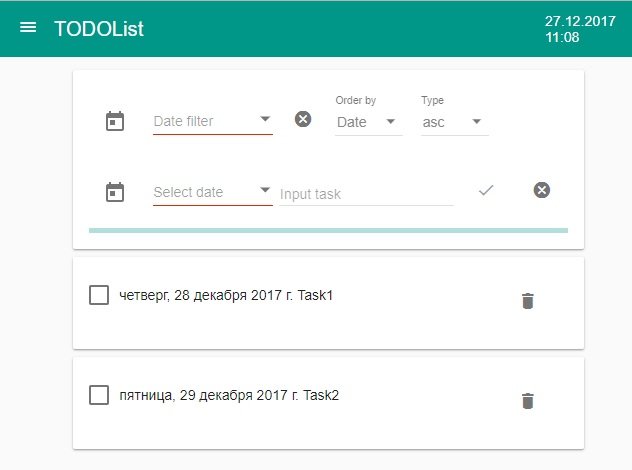 TODOList
27.12.2017
11:08
Order by
Type
Date filter
Date
asc
Select date
Input task
четверг, 28 декабря 2017 г. Task1
пятница, 29 декабря 2017 г. Task2